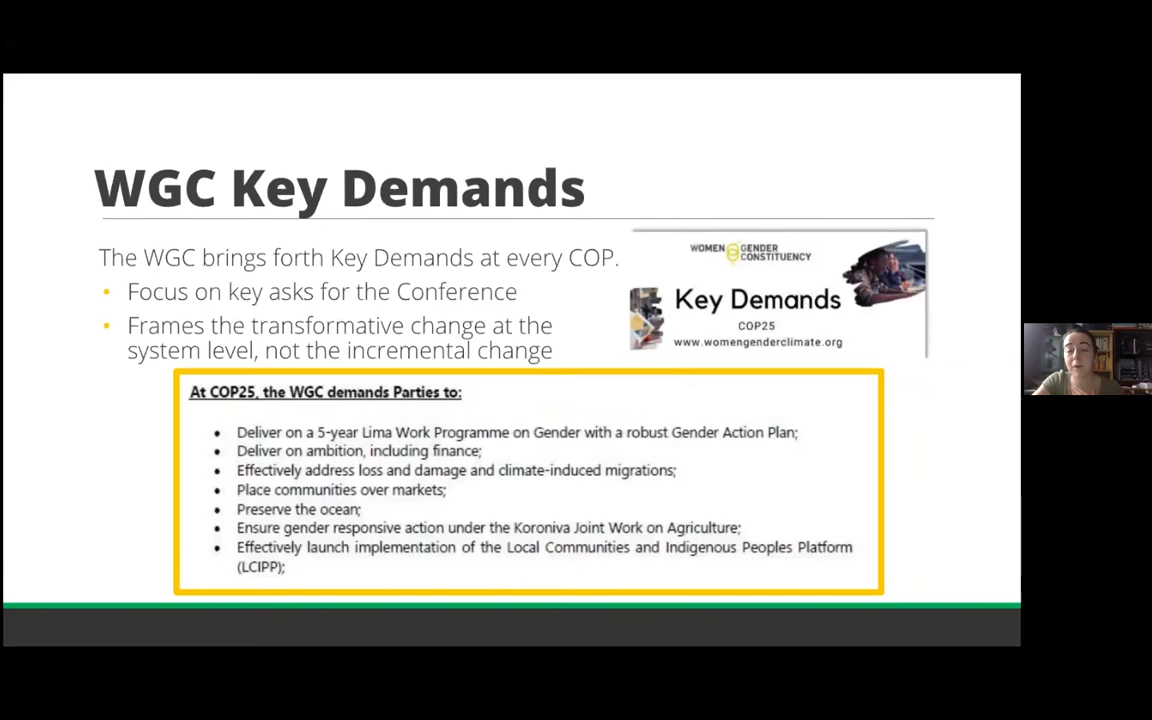 WGC Key Demands
The WGC brings forth Key Demands at every COP.
• Focus on key asks for the Conference
• Frames the transformative change at the
system level, not the incremental change
WOMEN GENDER
CONSTITUENCY
Key Demands
COP25
www.womengenderclimate.org
At COP25, the WGC demands Parties to:
• Deliver on a 5-year Lima Work Programme on Gender with a robust Gender Action Plan;
• Deliver on ambition, including finance;
• Effectively address loss and damage and climate-induced migrations;
• Place communities over markets;
• Preserve the ocean;
• Ensure gender responsive action under the Koroniva Joint Work on Agriculture;
• Effectively launch implementation of the Local Communities and Indigenous Peoples Platform
(LCIPP);